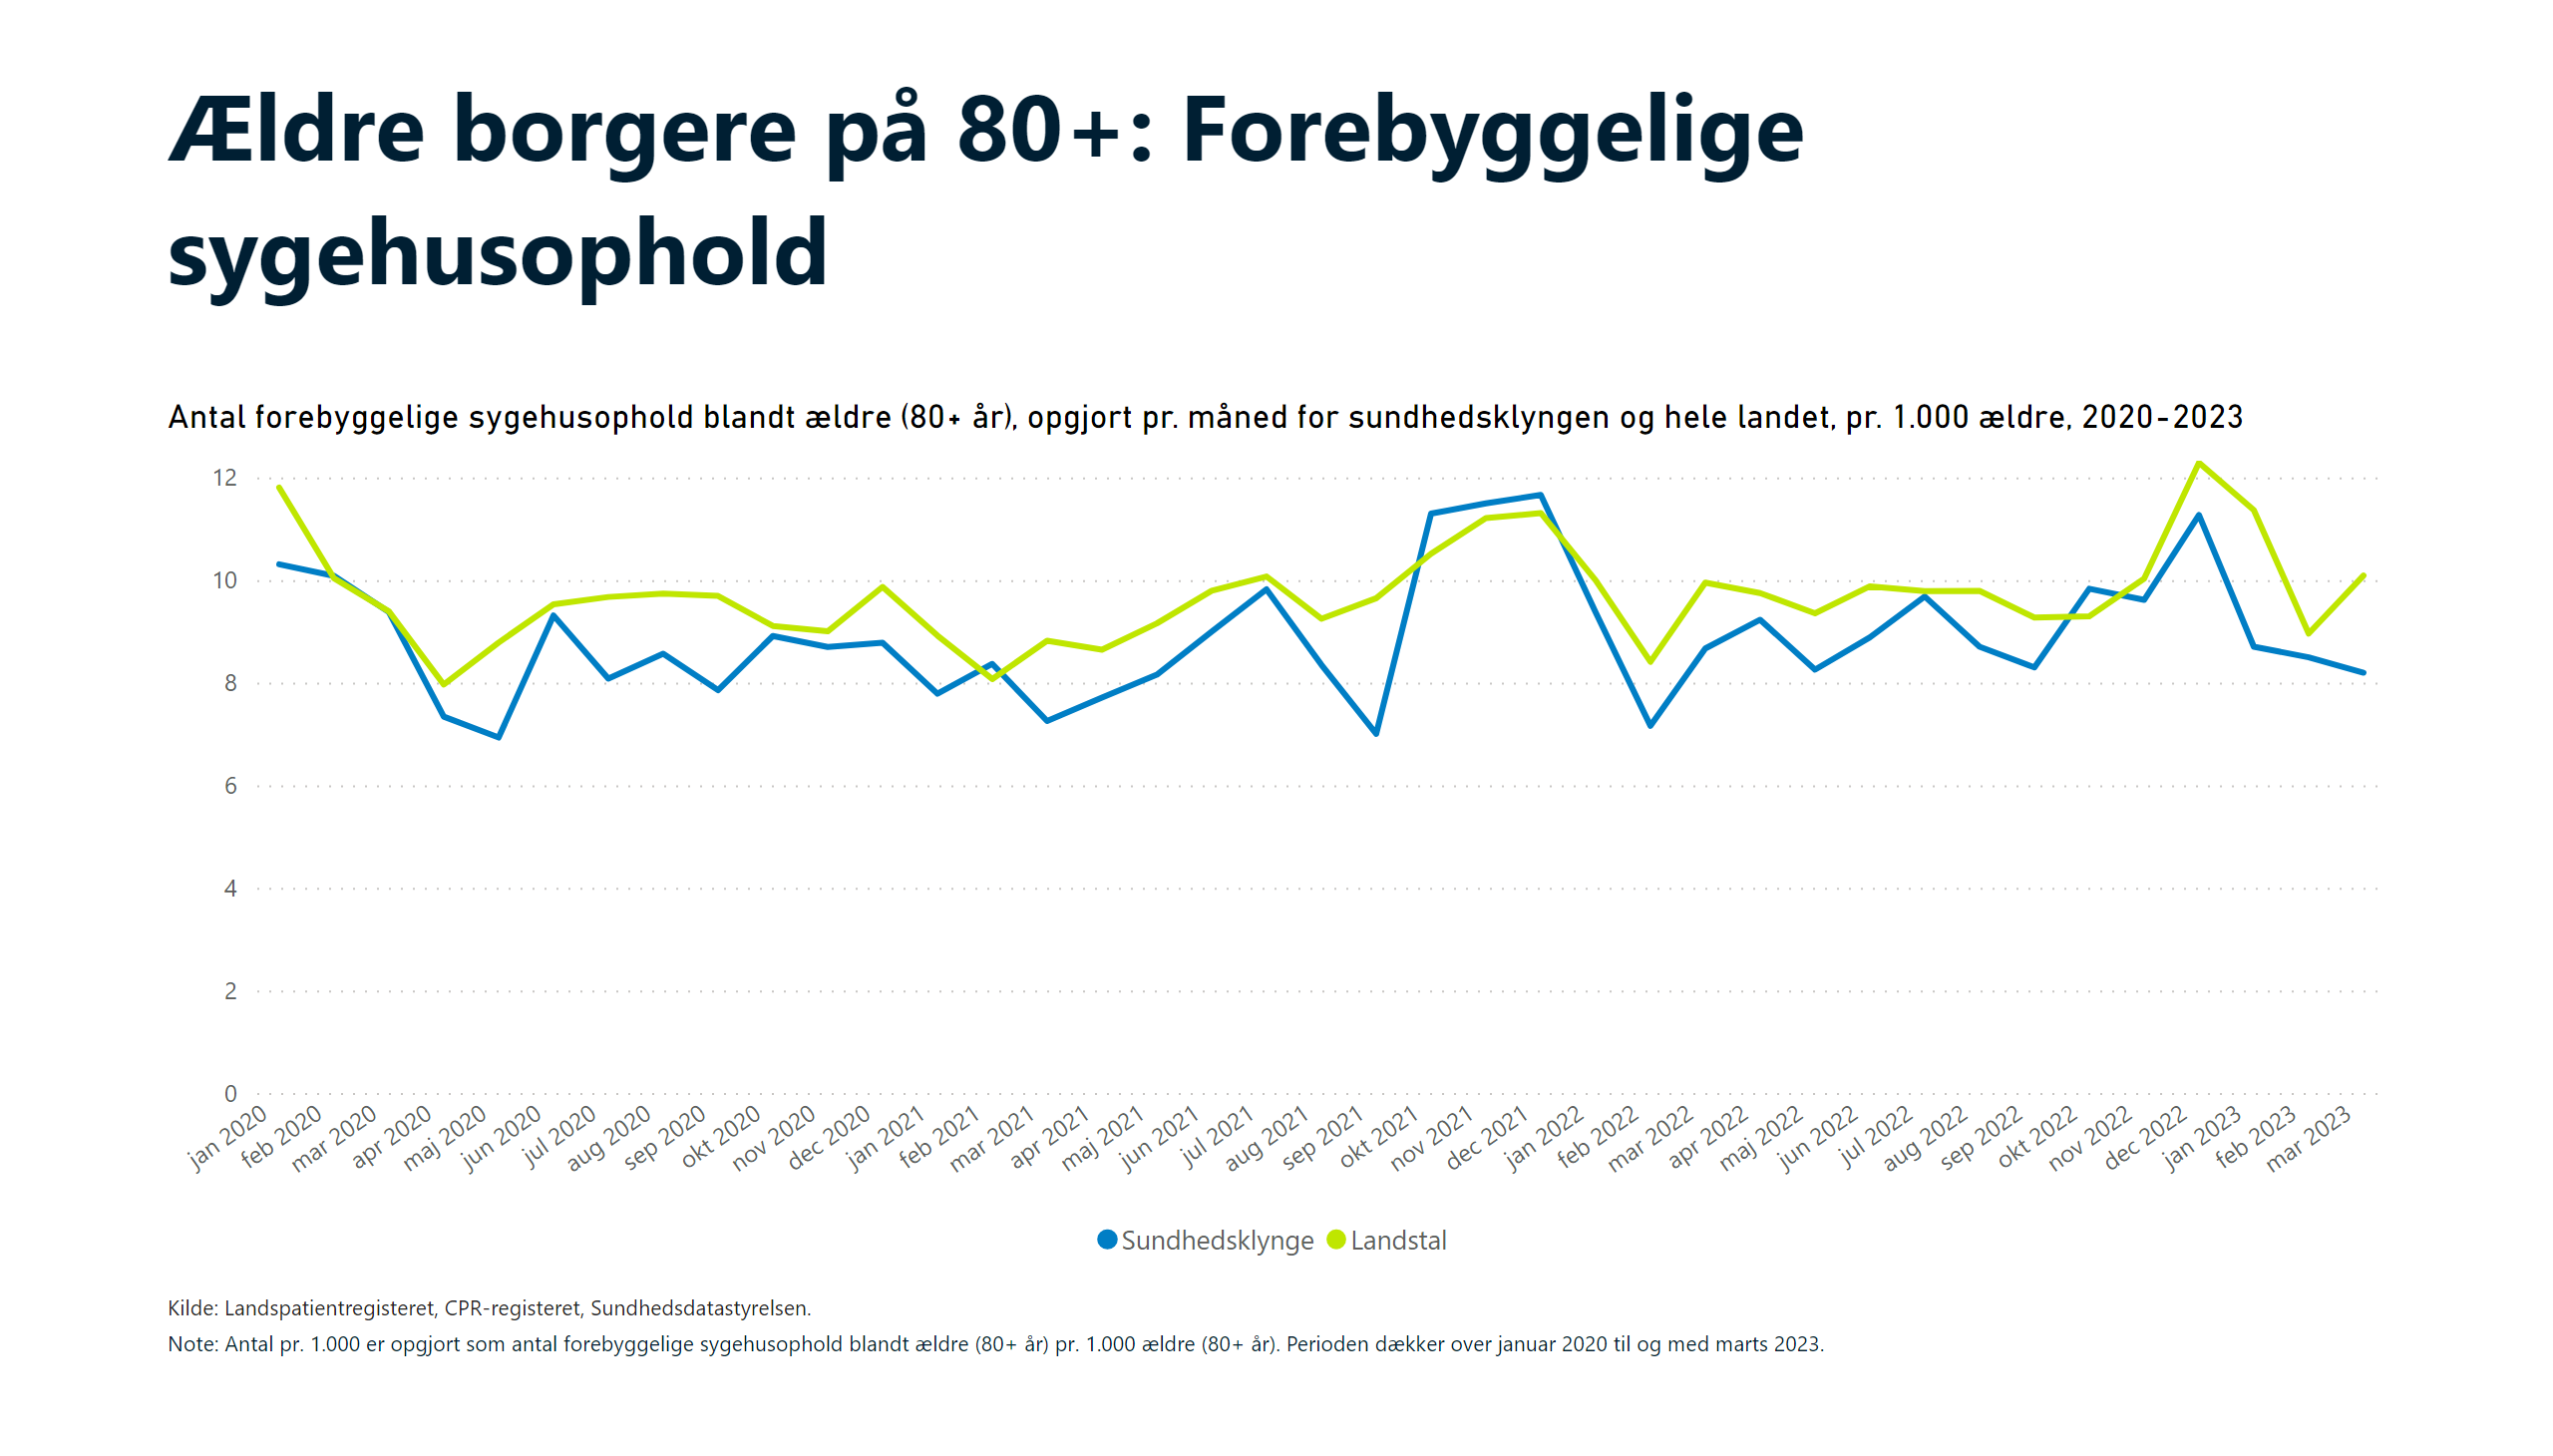 Ældre borgere på 80+: Forebyggelige
sygehusophold
Antal forebyggelige sygehusophold blandt ældre (80+ år), opgjort pr. måned for sundhedsklyngen og hele landet, pr. 1.000 ældre, 2020-2023
12
10
8
6
4
2
0
jan 2020
feb 2020
mar 2020
apr 2020
maj 2020
jun 2020
jul 2020
aug 2020
sep 2020
okt 2020
nov 2020
dec 2020
jan 2021
feb 2021
mar 2021
apr 2021
maj 2021
jun 2021
jul 2021
aug 2021
sep 2021
okt 2021
nov 2021
dec 2021
jan 2022
feb 2022
mar 2022
apr 2022
maj 2022
jun 2022
jul 2022
aug 2022
sep 2022
okt 2022
nov 2022
dec 2022
jan 2023
feb 2023
mar 2023
Sundhedsklynge Landstal
Kilde: Landspatientregisteret, CPR-registeret, Sundhedsdatastyrelsen.
Note: Antal pr. 1.000 er opgjort som antal forebyggelige sygehusophold blandt ældre (80+ år) pr. 1.000 ældre (80+ år). Perioden dækker over januar 2020 til og med marts 2023.